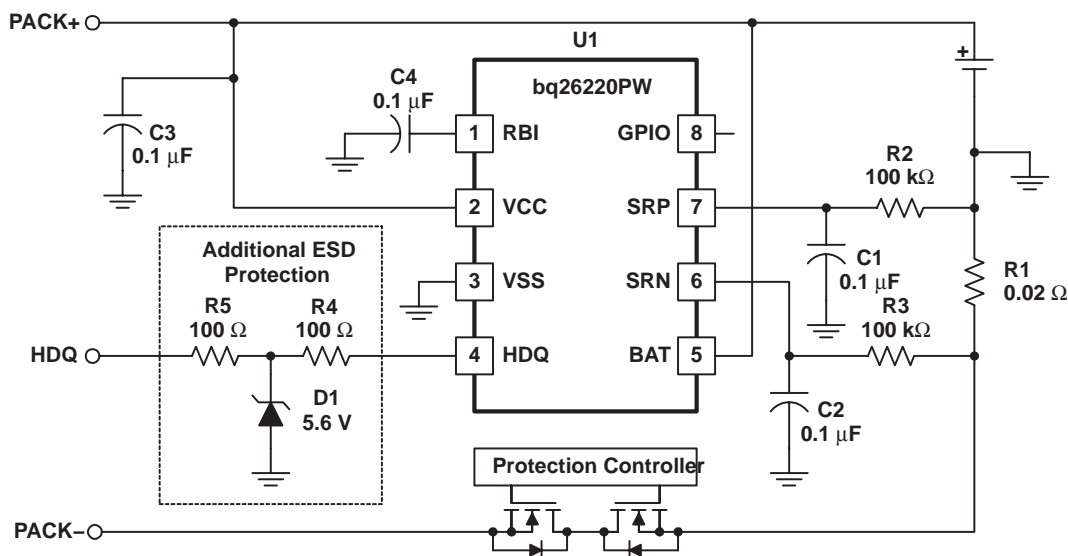 PACK+
U1
bq26220PW
C4
0.1 µF
C3
0.1 µF
1 RBI
GPIO 8
R2
100 kΩ
2 VCC
SRP 7
Additional ESD
Protection
3 VSS
SRN 6
C1
0.1 µF
R1
0.02 Ω
R5
100 Ω
R4
100 Ω
R3
100 kΩ
HDQ
4 HDQ
BAT 5
D1
5.6 V
C2
0.1 µF
+
Protection Controller
PACK−